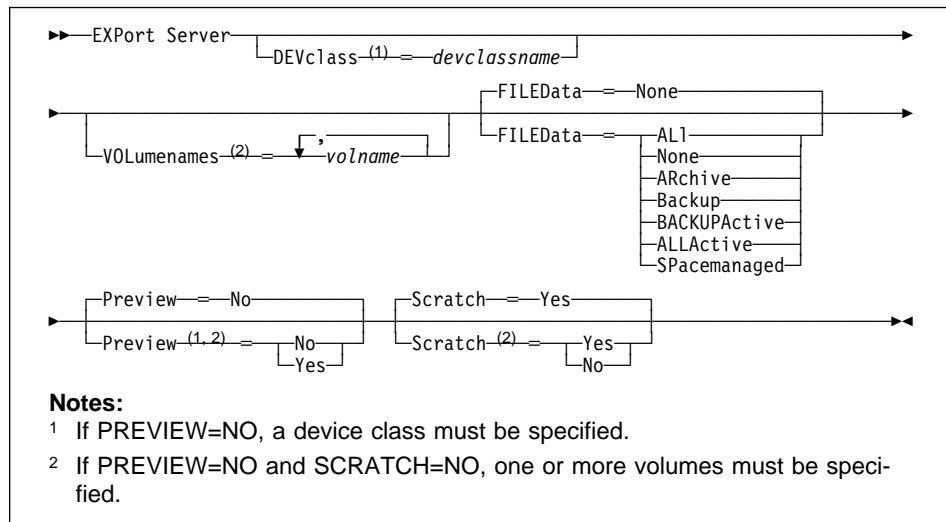 EXPort Server
DEVclass (1) = devclassname
FILEData = None
VOLumenames (2) = volname ,
FILEData = ALl
None
ARchive
Backup
BACKUPActive
ALLActive
SPacemanaged
Preview = No
Scratch = Yes
Preview (1, 2) = No
Yes
Scratch (2) = Yes
No
Notes:
1 If PREVIEW=NO, a device class must be specified.
2 If PREVIEW=NO and SCRATCH=NO, one or more volumes must be speci-
fied.